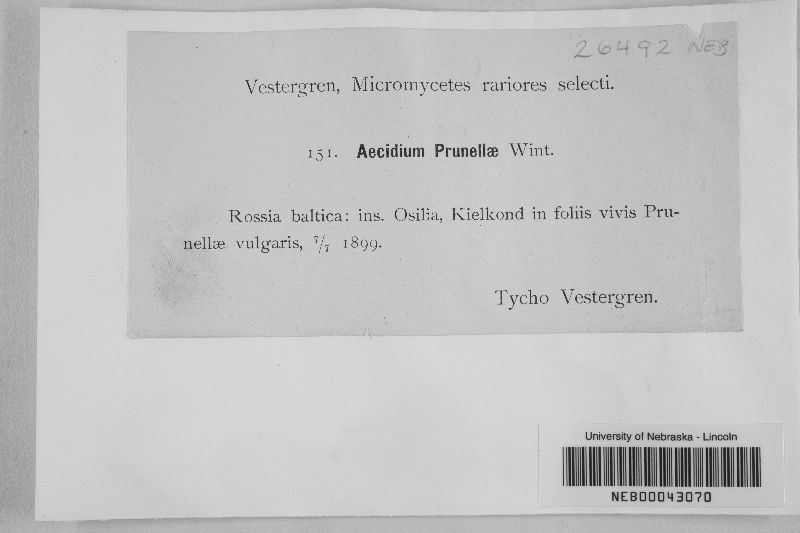 26492 NEB
Vestergren, Micromycetes rariores selecti.
151. Aecidium Prunellæ Wint.
Rossia baltica: ins. Osilia, Kielkond in foliis vivis Pru-
nellæ vulgaris, 7/7 1899.
Tycho Vestergren.
University of Nebraska - Lincoln
NEB00043070